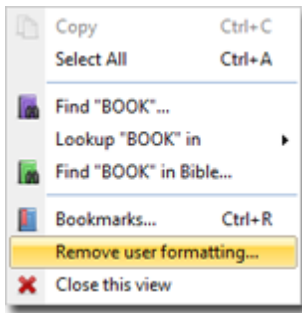 Copy Ctrl+C
Select All Ctrl+A
Find "BOOK"...
Lookup "BOOK" in
Find "BOOK" in Bible...
Bookmarks... Ctrl+R
Remove user formatting...
Close this view